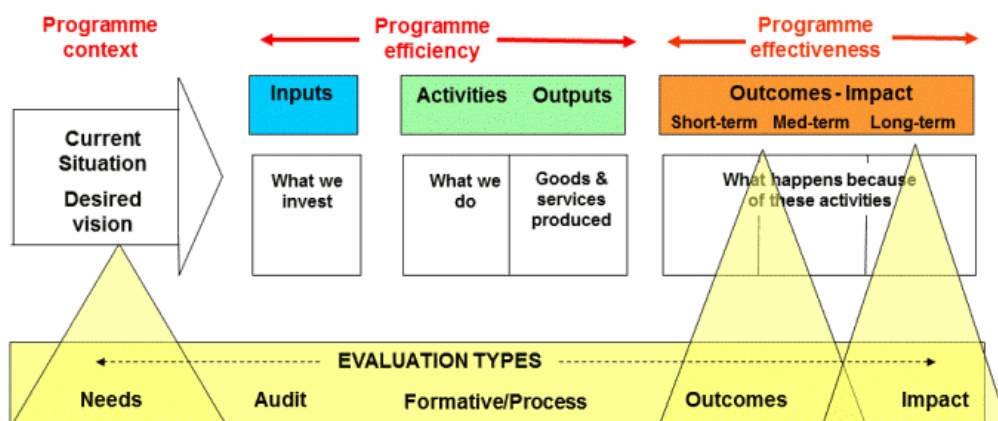 Programme
context
Programme
efficiency
Programme
effectiveness
Inputs
Activities Outputs
Outcomes - Impact
Short-term Med-term Long-term
Current
Situation
Desired
vision
What we
invest
What we
do
Goods &
services
produced
What happens because
of these activities
EVALUATION TYPES
Needs Audit Formative/Process Outcomes Impact